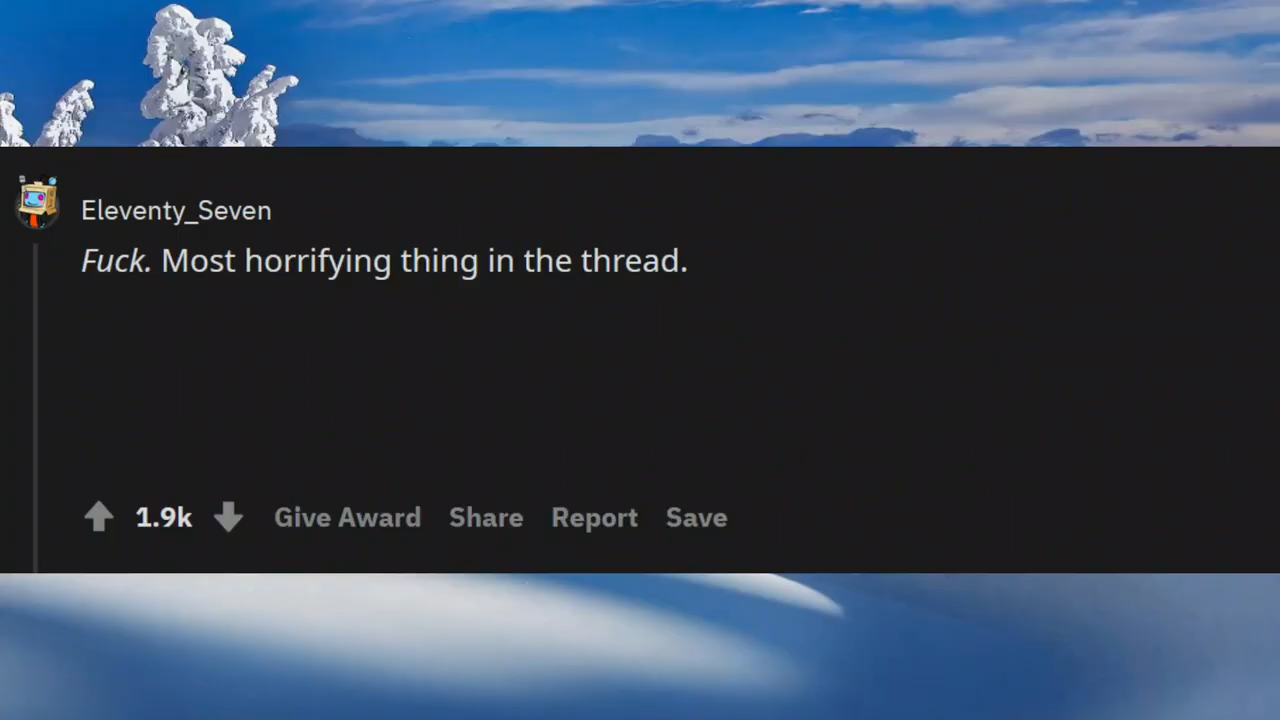 Eleventy_Seven
Fuck. Most horrifying thing in the thread.
1.9k Give Award Share Report Save